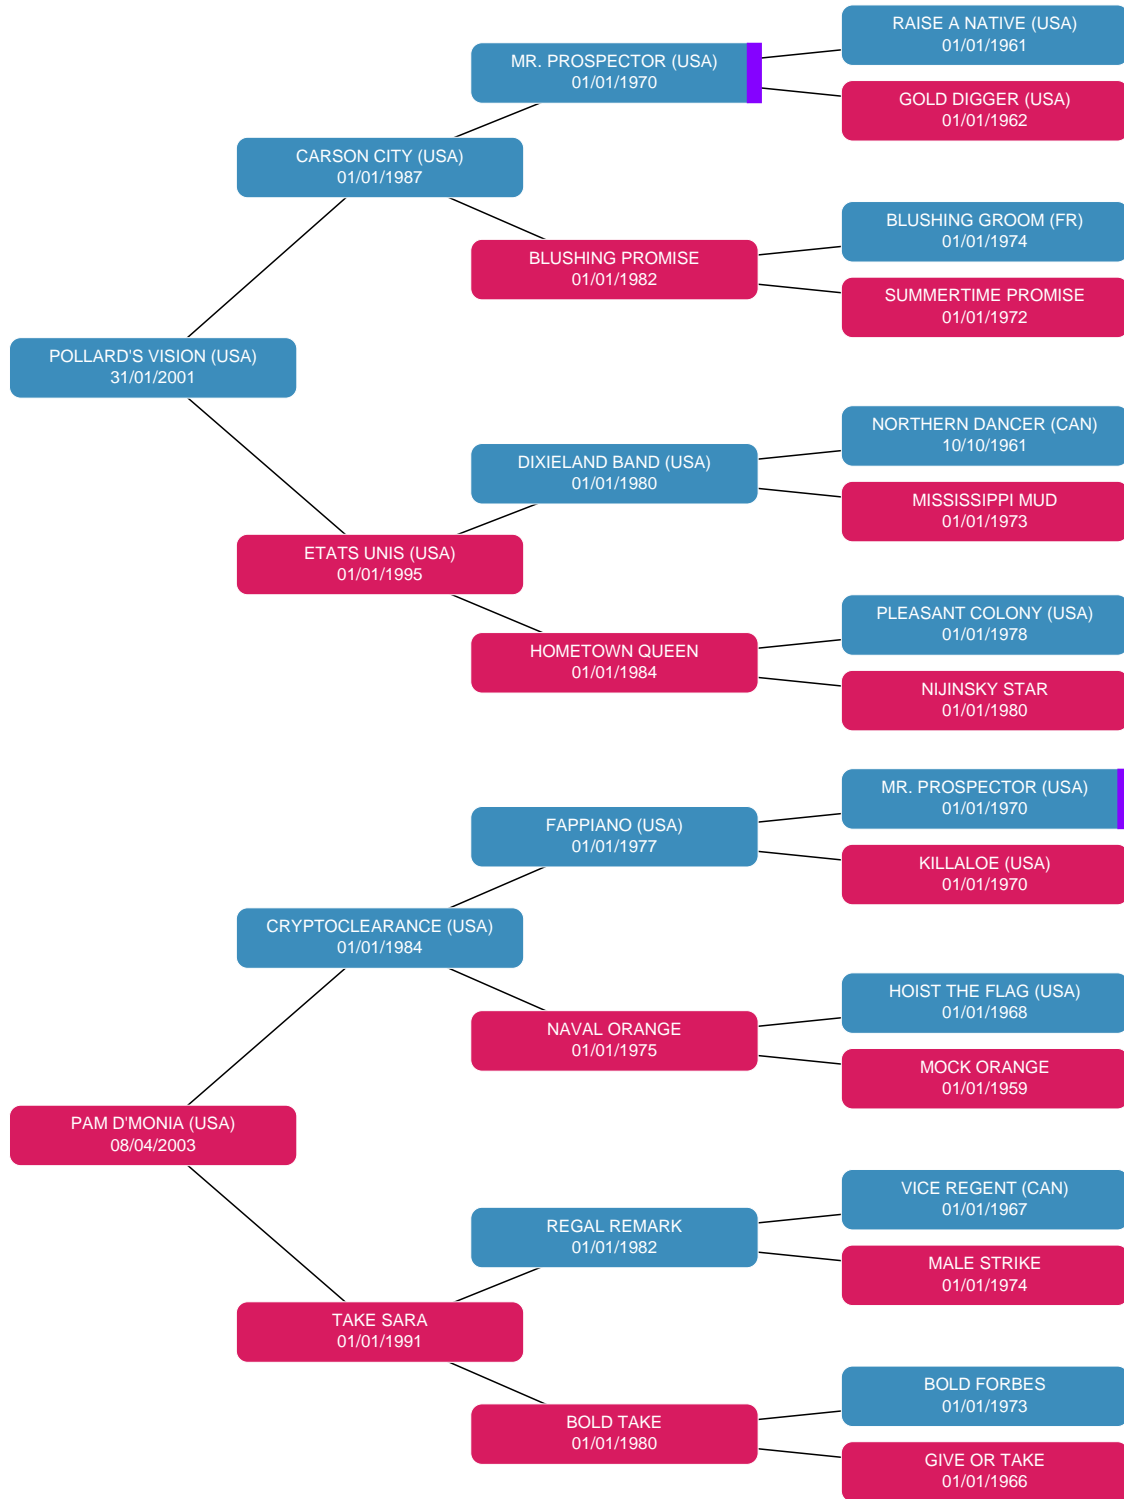 RAISE A NATIVE (USA)
01/01/1961
MR. PROSPECTOR (USA)
01/01/1970
GOLD DIGGER (USA)
01/01/1962
CARSON CITY (USA)
01/01/1987
BLUSHING GROOM (FR)
01/01/1974
BLUSHING PROMISE
01/01/1982
SUMMERTIME PROMISE
01/01/1972
POLLARD'S VISION (USA)
31/01/2001
NORTHERN DANCER (CAN)
10/10/1961
DIXIELAND BAND (USA)
01/01/1980
MISSISSIPPI MUD
01/01/1973
ETATS UNIS (USA)
01/01/1995
PLEASANT COLONY (USA)
01/01/1978
HOMETOWN QUEEN
01/01/1984
NIJINSKY STAR
01/01/1980
MR. PROSPECTOR (USA)
01/01/1970
FAPPIANO (USA)
01/01/1977
KILLALOE (USA)
01/01/1970
CRYPTOCLEARANCE (USA)
01/01/1984
HOIST THE FLAG (USA)
01/01/1968
NAVAL ORANGE
01/01/1975
MOCK ORANGE
01/01/1959
PAM D'MONIA (USA)
08/04/2003
VICE REGENT (CAN)
01/01/1967
REGAL REMARK
01/01/1982
MALE STRIKE
01/01/1974
TAKE SARA
01/01/1991
BOLD FORBES
01/01/1973
BOLD TAKE
01/01/1980
GIVE OR TAKE
01/01/1966